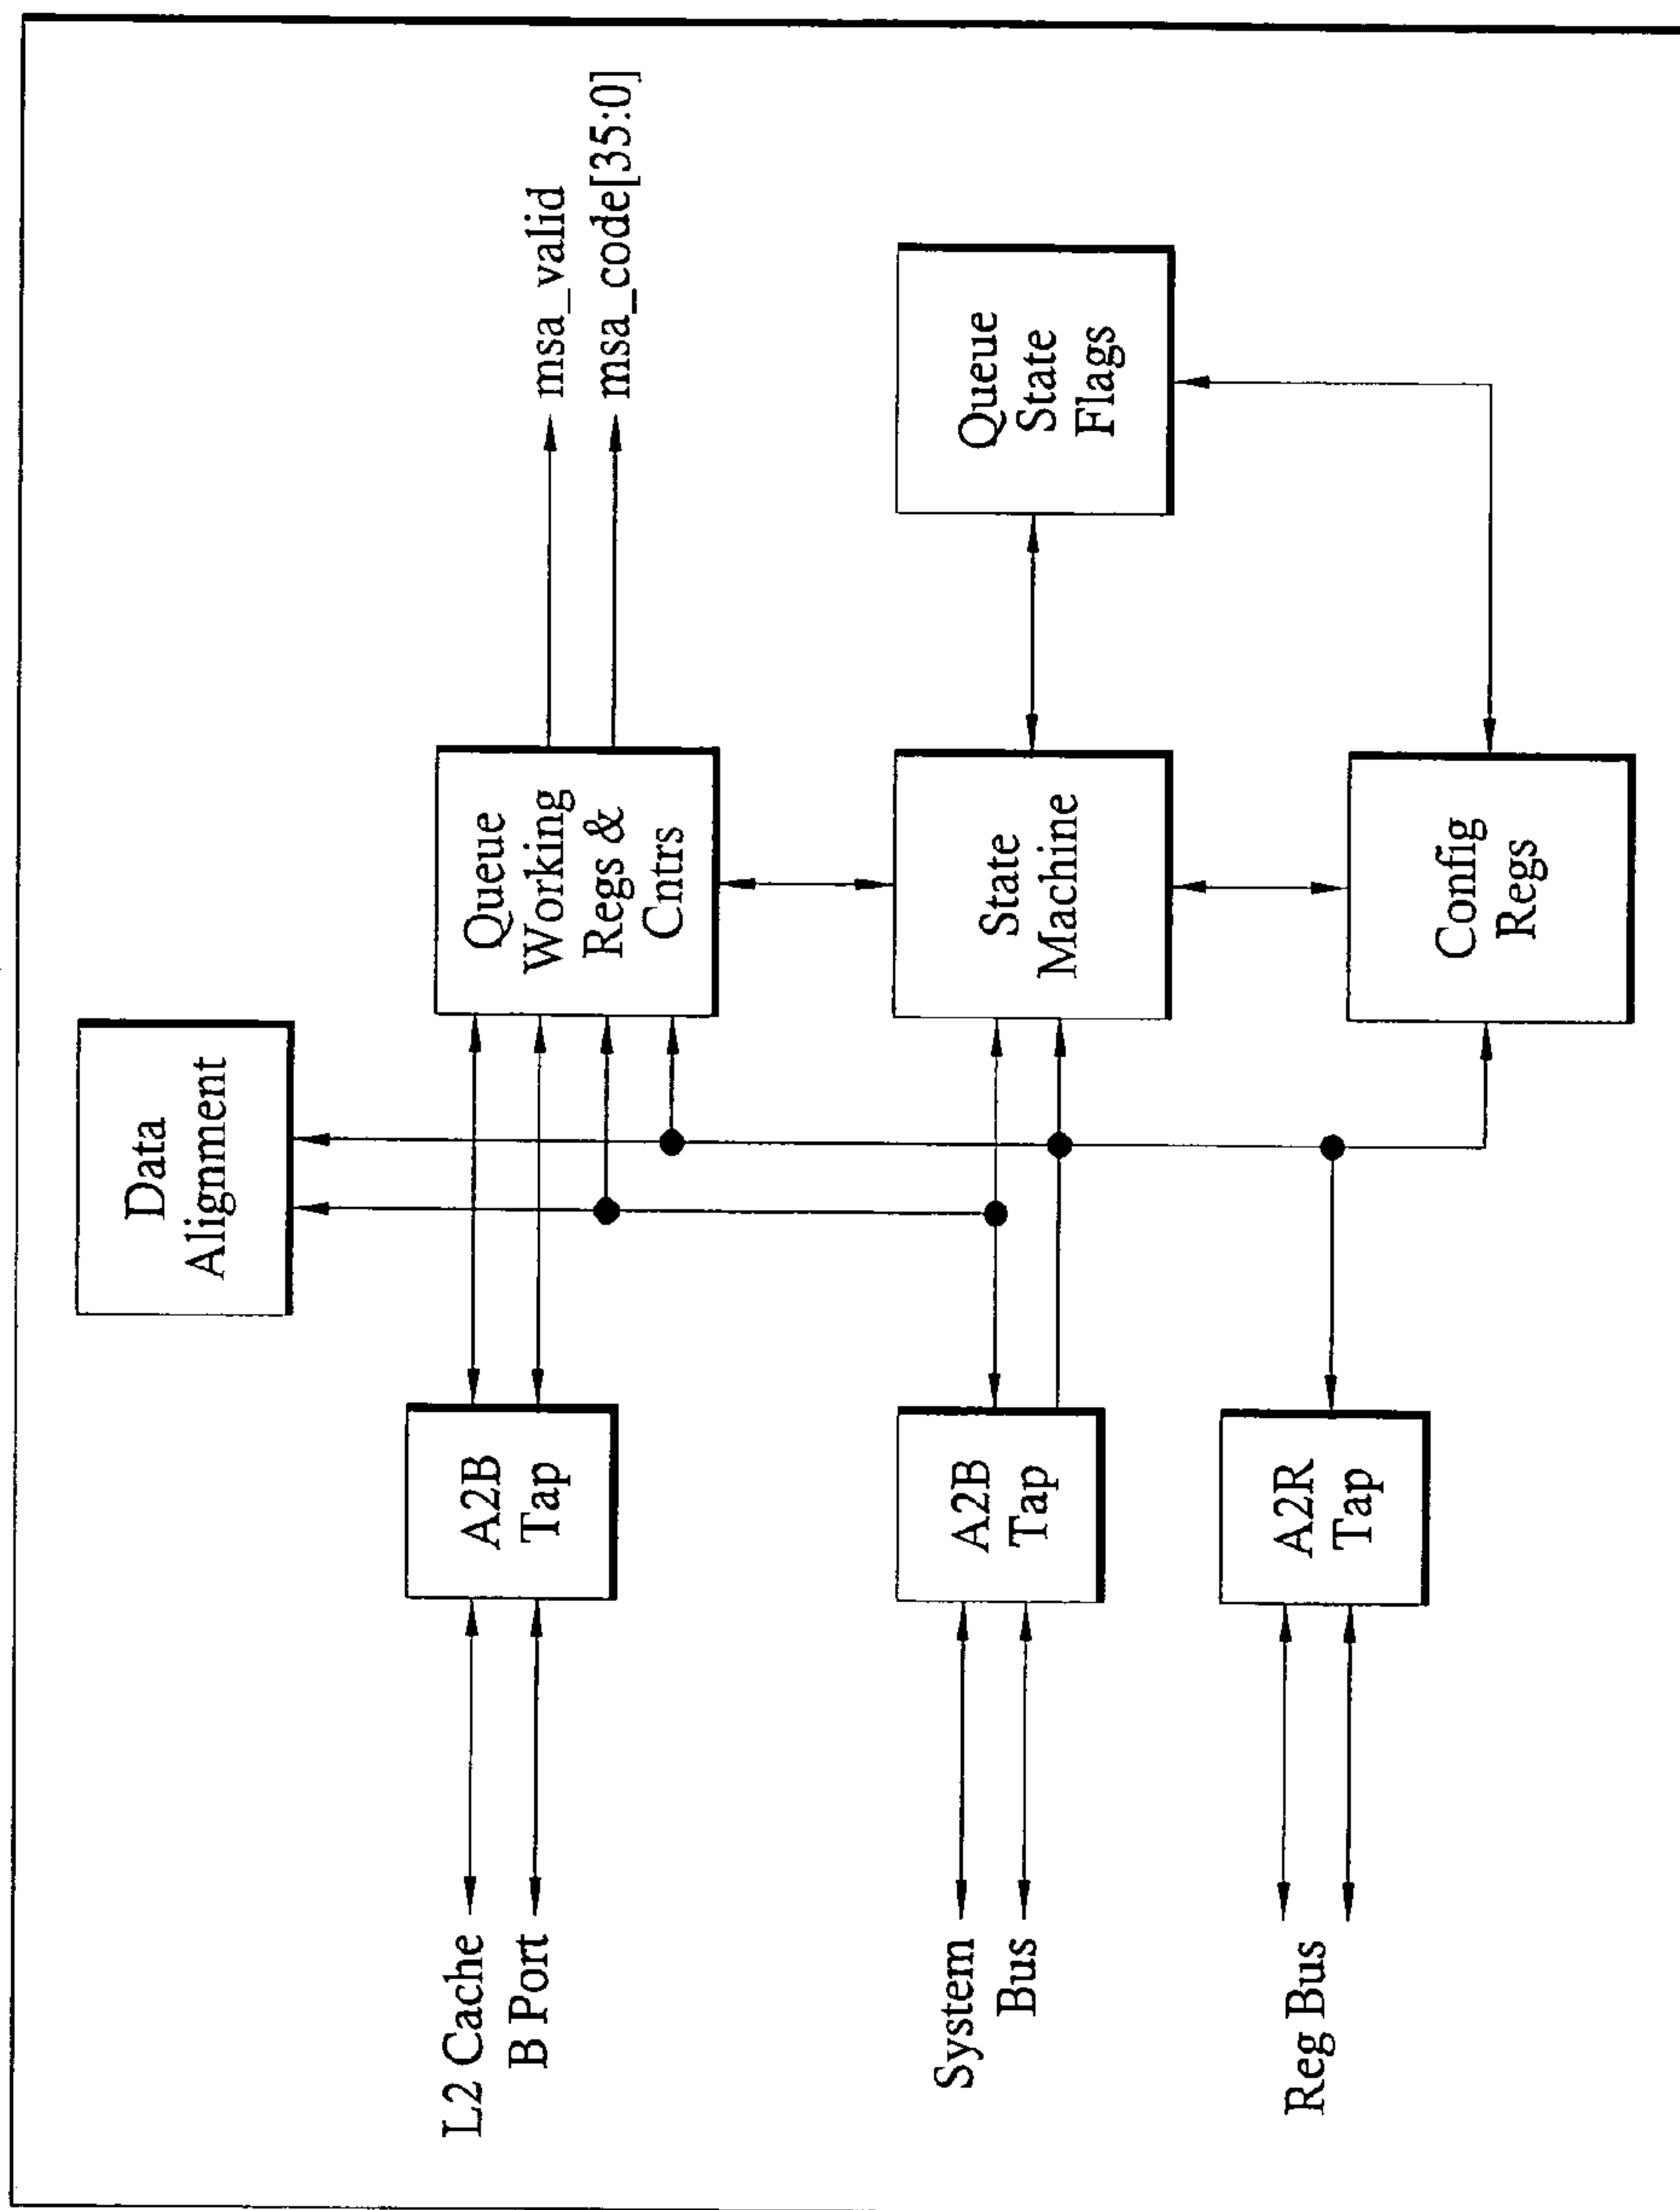 Data
Alignment
L2 Cache
B Port
A2B
Tap
Queue
Working
Regs &
Cntrs
msa_valid
msa_code[35:0]
System
Bus
A2B
Tap
State
Machine
Queue
State
Flags
Reg Bus
A2R
Tap
Config
Regs